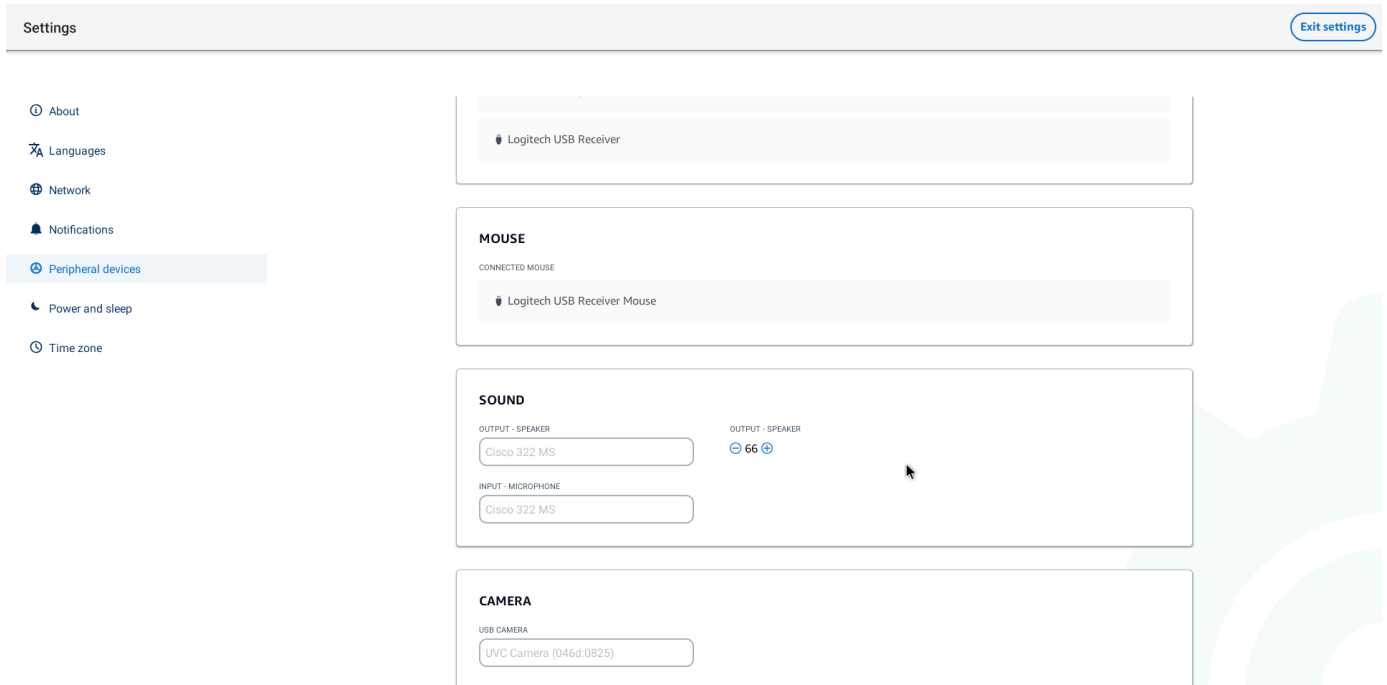 Settings
Exit settings
About
Languages
Network
Notifications
Peripheral devices
Power and sleep
Time zone
Logitech USB Receiver
MOUSE
CONNECTED MOUSE
Logitech USB Receiver Mouse
SOUND
OUTPUT - SPEAKER
Cisco 322 MS
OUTPUT - SPEAKER
66
INPUT - MICROPHONE
Cisco 322 MS
CAMERA
USB CAMERA
UVC Camera (046d:0825)